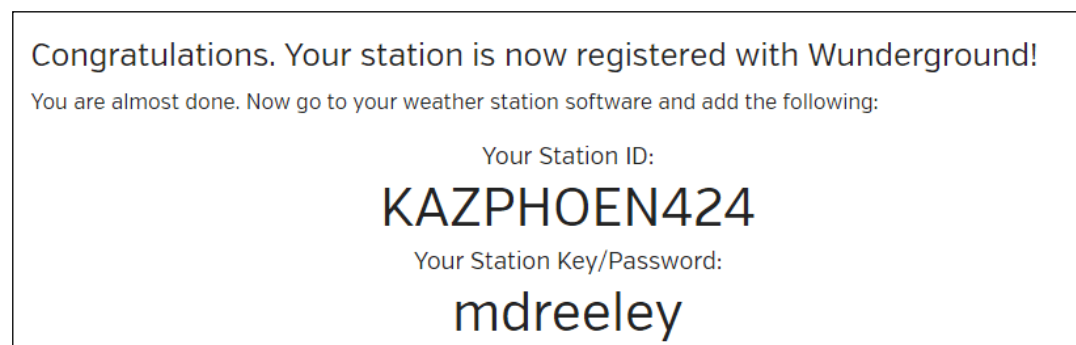 Congratulations. Your station is now registered with Wunderground!
You are almost done. Now go to your weather station software and add the following:
Your Station ID:
KAZPHOEN424
Your Station Key/Password:
mdreeley